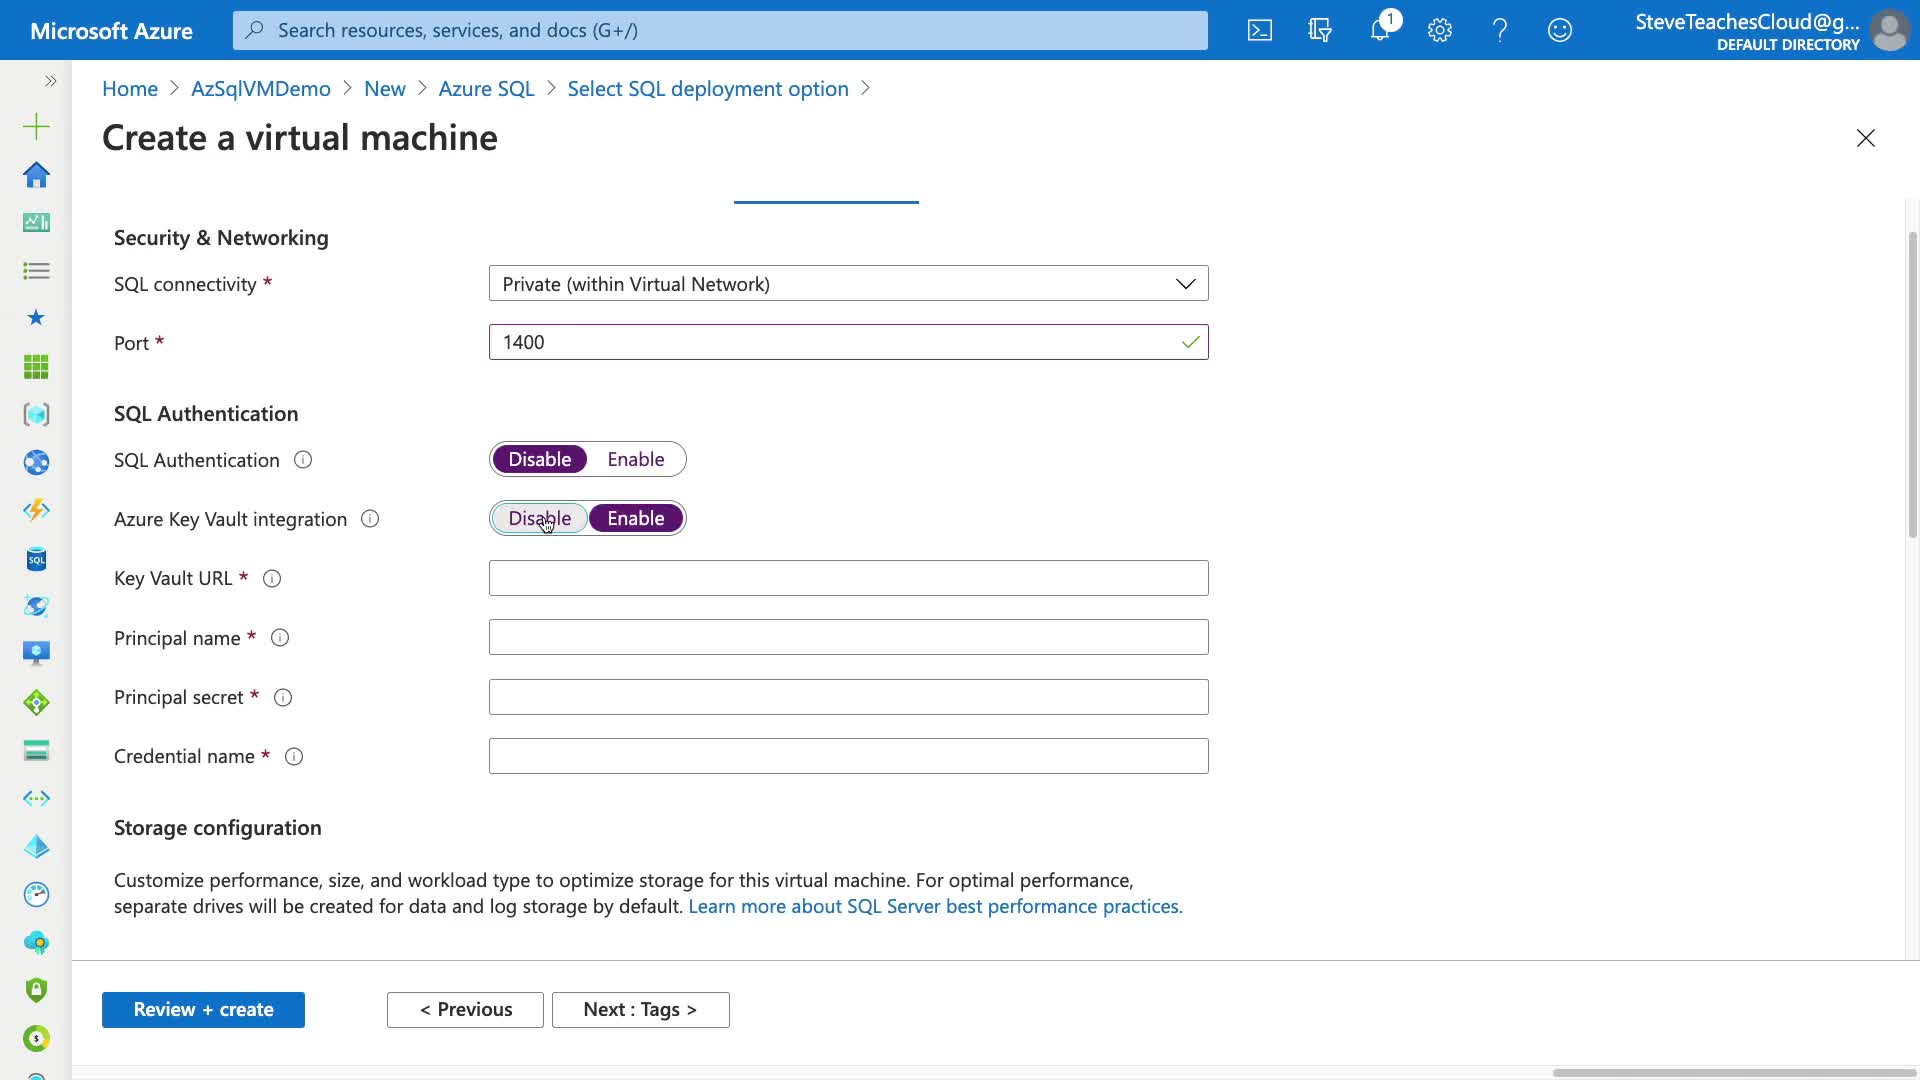 Microsoft Azure
Search resources, services, and docs (G+/)
1
SteveTeachesCloud@g...
DEFAULT DIRECTORY
Home > AzSqlVMDemo > New > Azure SQL > Select SQL deployment option >
Create a virtual machine
Security & Networking
SQL connectivity *
Private (within Virtual Network)
Port *
1400
SQL Authentication
SQL Authentication
Disable Enable
Azure Key Vault integration
Disable Enable
Key Vault URL *
Principal name *
Principal secret *
Credential name *
Storage configuration
Customize performance, size, and workload type to optimize storage for this virtual machine. For optimal performance,
separate drives will be created for data and log storage by default. Learn more about SQL Server best performance practices.
Review + create
< Previous
Next : Tags >
SQL